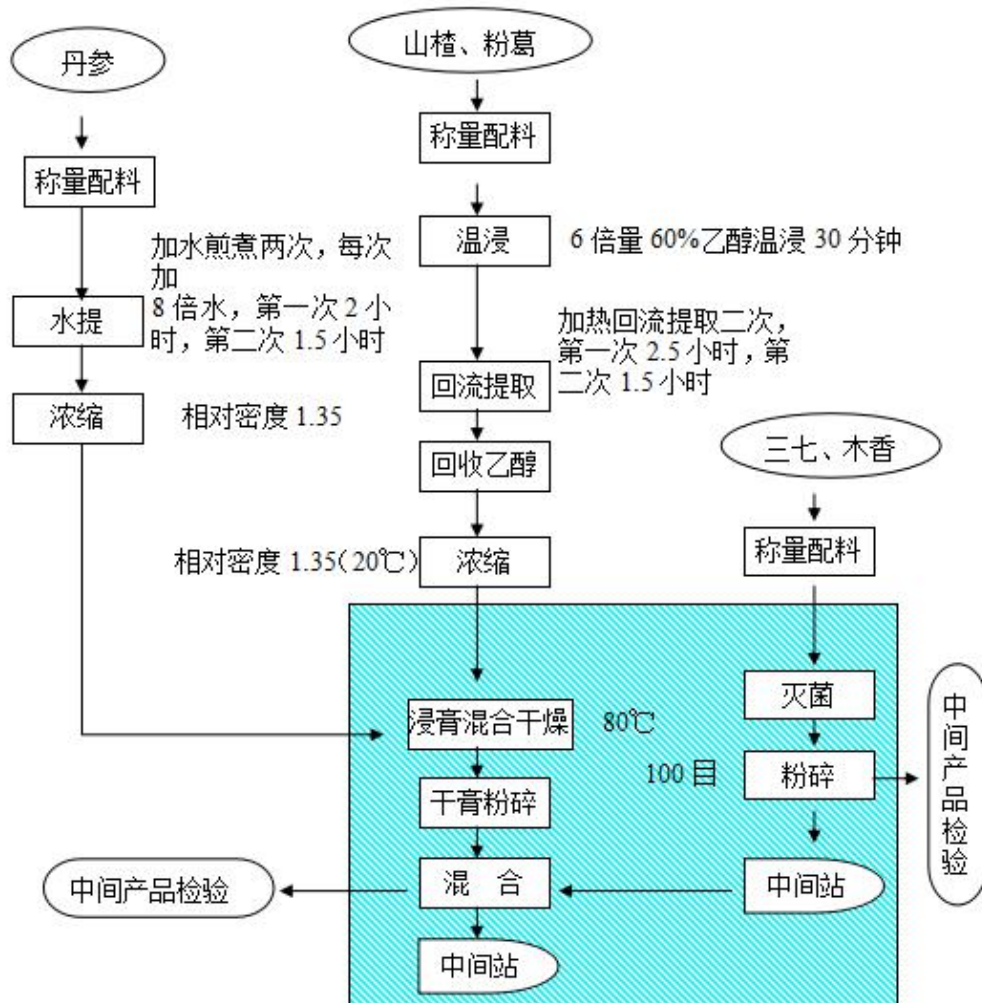 丹参
称量配料
加水煎煮两次，每次
加
8 倍水，第一次 2 小
时，第二次 1.5 小时
水提
浓缩
相对密度 1.35
山楂、粉葛
称量配料
温浸
6 倍量 60%乙醇温浸 30 分钟
加热回流提取二次，
第一次 2.5 小时，第
二次 1.5 小时
回流提取
回收乙醇
相对密度 1.35（20℃）
浓缩
三七、木香
称量配料
灭菌
100 目
粉碎
中间产品检验
中间站
浸膏混合干燥
80℃
干膏粉碎
混 合
中间产品检验
中间站